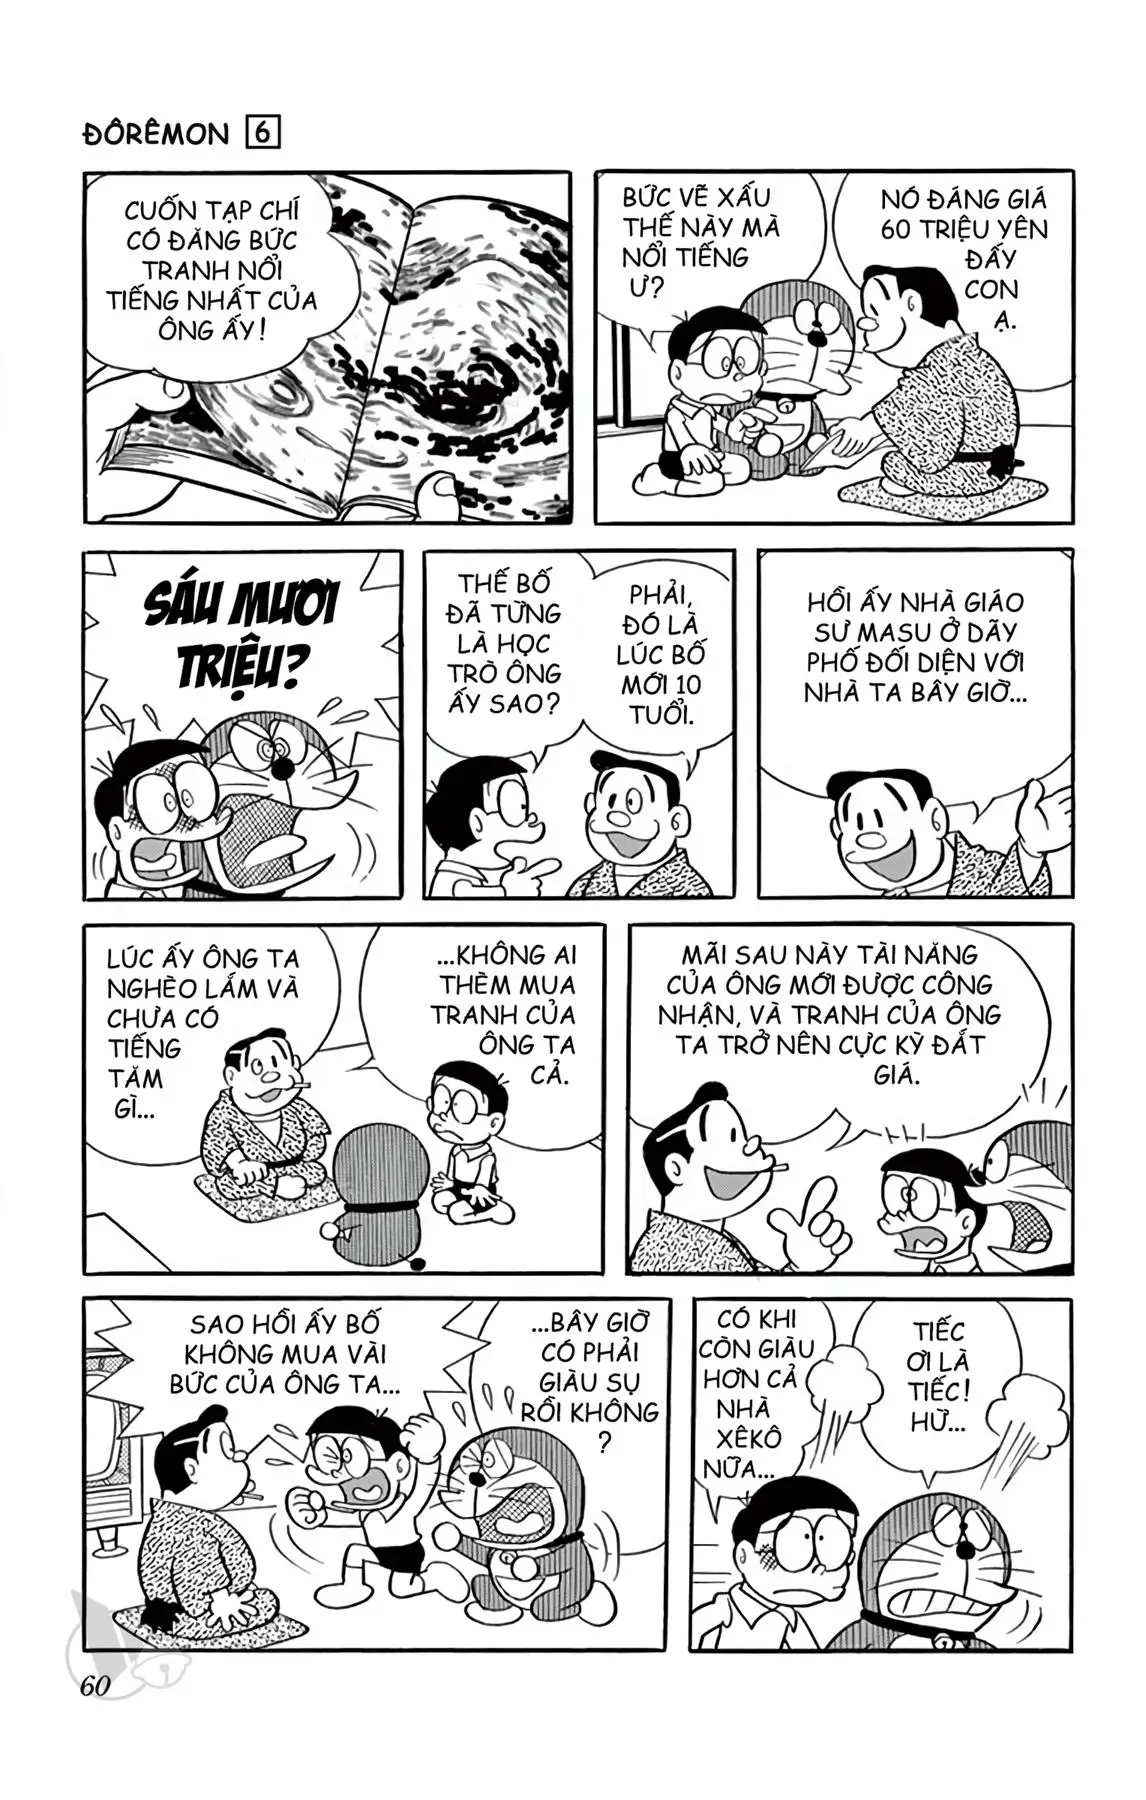 ĐÔRÊMON 6
CUỐN TẠP CHÍ
CÓ ĐĂNG BỨC
TRANH NỔI
TIẾNG NHẤT CỦA
ÔNG ẤY!
BỨC VẼ XẤU
THẾ NÀY MÀ
NỔI TIẾNG
Ư?
NÓ ĐÁNG GIÁ
60 TRIỆU YÊN
ĐẤY
CON
Ạ.
SÁU MƯƠI
TRIỆU?
THẾ BỐ
ĐÃ TỪNG
LÀ HỌC
TRÒ ÔNG
ẤY SAO?
PHẢI,
ĐÓ LÀ
LÚC BỐ
MỚI 10
TUỔI.
HỒI ẤY NHÀ GIÁO
SƯ MASU Ở DÃY
PHỐ ĐỐI DIỆN VỚI
NHÀ TA BÂY GIỜ...
LÚC ẤY ÔNG TA
NGHÈO LẮM VÀ
CHƯA CÓ
TIẾNG
TĂM
GÌ...
...KHÔNG AI
THÈM MUA
TRANH CỦA
ÔNG TA
CẢ.
MÃI SAU NÀY TÀI NĂNG
CỦA ÔNG MỚI ĐƯỢC CÔNG
NHẬN, VÀ TRANH CỦA ÔNG
TA TRỞ NÊN CỰC KỲ ĐẮT
GIÁ.
SAO HỒI ẤY BỐ
KHÔNG MUA VÀI
BỨC CỦA ÔNG TA...
...BÂY GIỜ
CÓ PHẢI
GIÀU SỤ
RỒI KHÔNG
?
CÓ KHI
CÒN GIÀU
HƠN CẢ
NHÀ
XÊKÔ
NỮA...
TIẾC
ƠI LÀ
TIẾC!
HỪ...
60